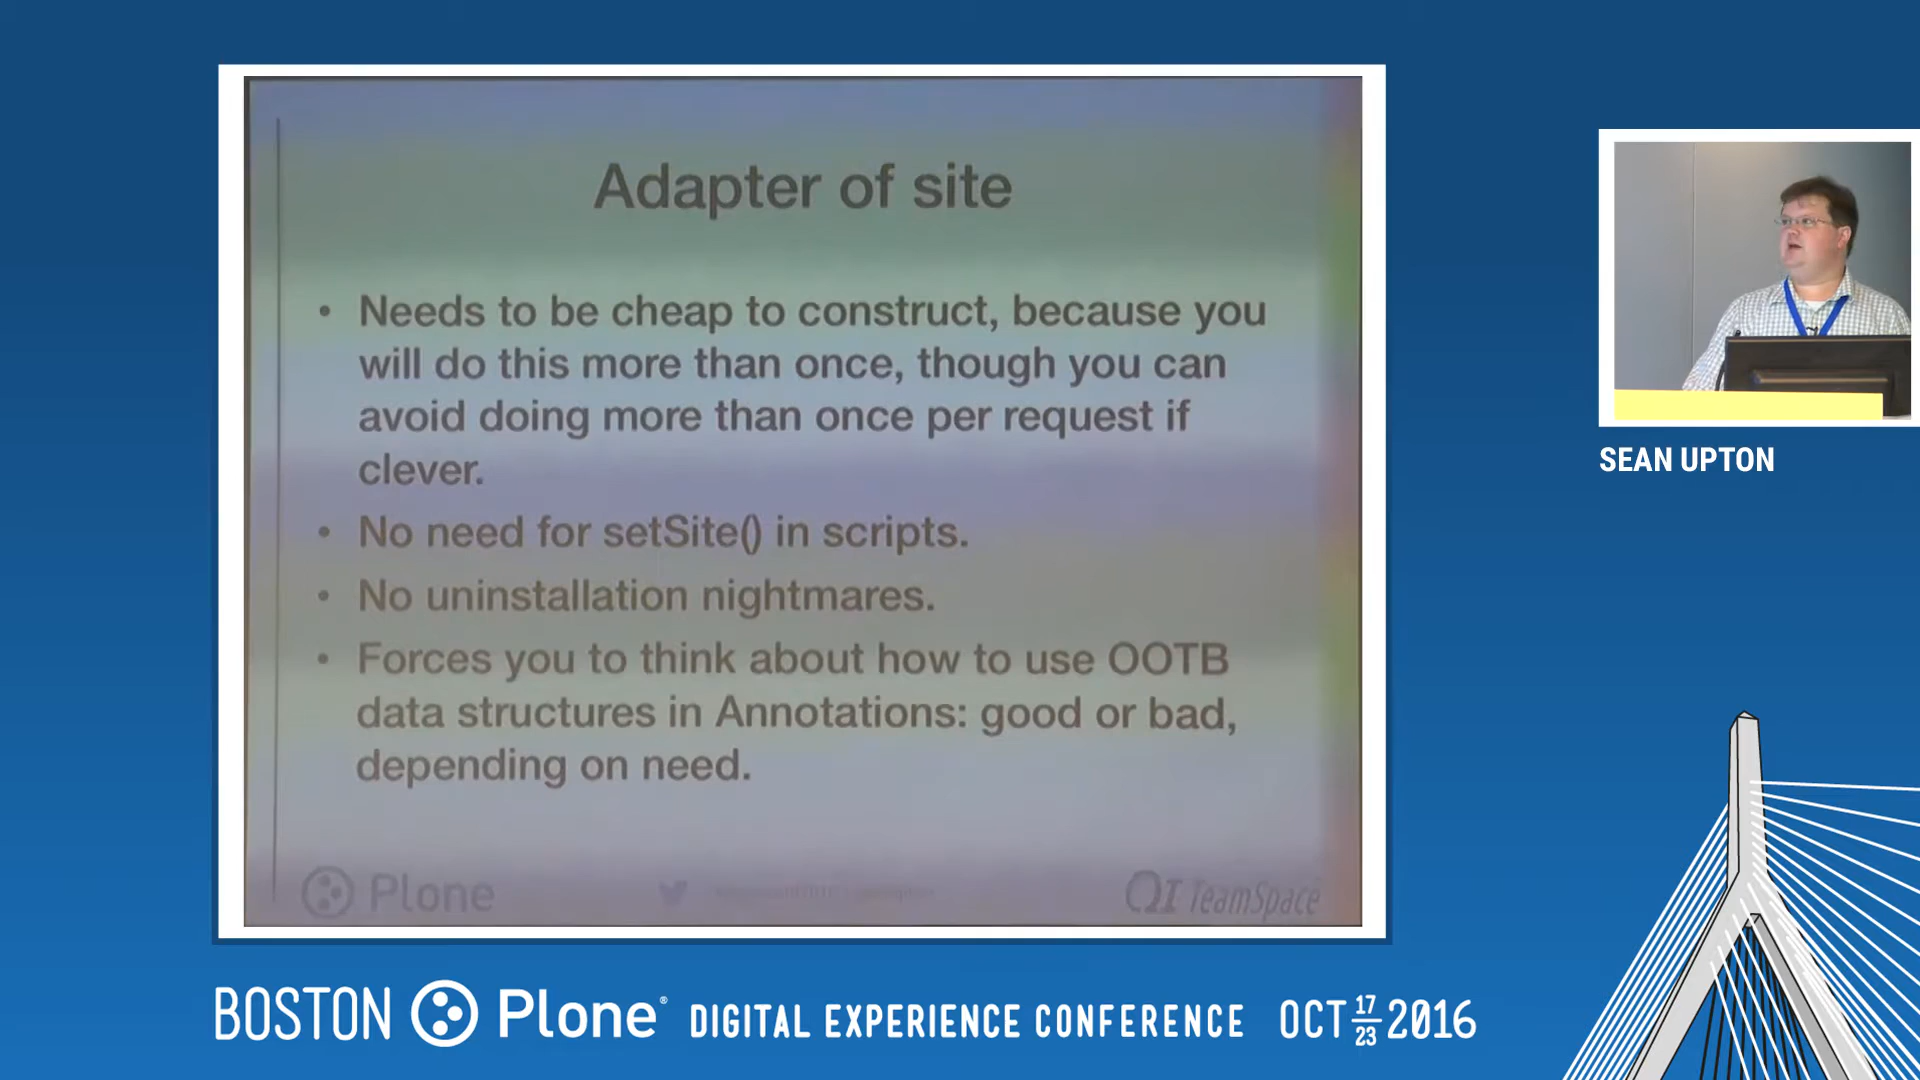 Adapter of site
• Needs to be cheap to construct, because you
will do this more than once, though you can
avoid doing more than once per request if
clever.
• No need for setSite() in scripts.
• No uninstallation nightmares.
• Forces you to think about how to use OOTB
data structures in Annotations: good or bad,
depending on need.
Plone
QI TeamSpace
SEAN UPTON
BOSTON Plone® DIGITAL EXPERIENCE CONFERENCE OCT 17 23 2016